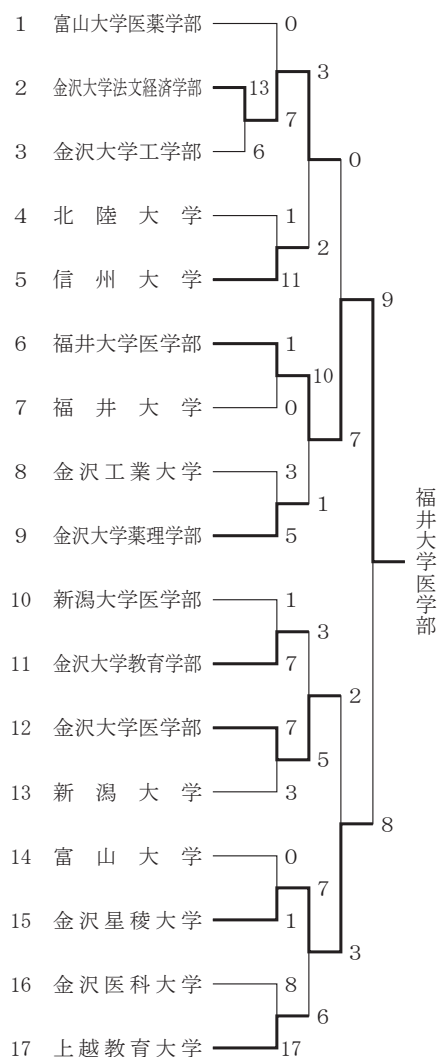 1 富山大学医薬学部 0
3
2 金沢大学法文経済学部 13
7
3 金沢大学工学部 6
0
4 北陸大学 1
2
5 信州大学 11
9
6 福井大学医学部 1
10
7 福井大学 0
7
8 金沢工業大学 3
1
9 金沢大学薬理学部 5
福井大学医学部
10 新潟大学医学部 1
3
11 金沢大学教育学部 7
2
12 金沢大学医学部 7
5
13 新潟大学 3
8
14 富山大学 0
7
15 金沢星稜大学 1
3
16 金沢医科大学 8
6
17 上越教育大学 17